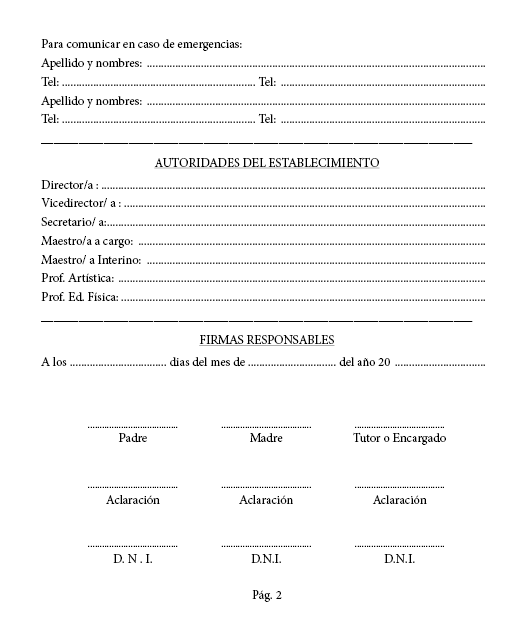 Para comunicar en caso de emergencias:
Apellido y nombres: ........................................................................................................................
Tel: .................................................................... Tel: ........................................................................
Apellido y nombres: ........................................................................................................................
Tel: .................................................................... Tel: ........................................................................
AUTORIDADES DEL ESTABLECIMIENTO
Director/a : ........................................................................................................................................
Vicedirector/ a : ................................................................................................................................
Secretario/ a:......................................................................................................................................
Maestro/a a cargo: ..........................................................................................................................
Maestro/ a Interino: .......................................................................................................................
Prof. Artística: .................................................................................................................................
Prof. Ed. Física: ................................................................................................................................
FIRMAS RESPONSABLES
A los .................................. días del mes de ............................... del año 20 ................................
...................................... ...................................... ......................................
Padre Madre Tutor o Encargado
...................................... ...................................... ......................................
Aclaración Aclaración Aclaración
...................................... ...................................... ......................................
D. N . I. D.N.I. D.N.I.
Pág. 2